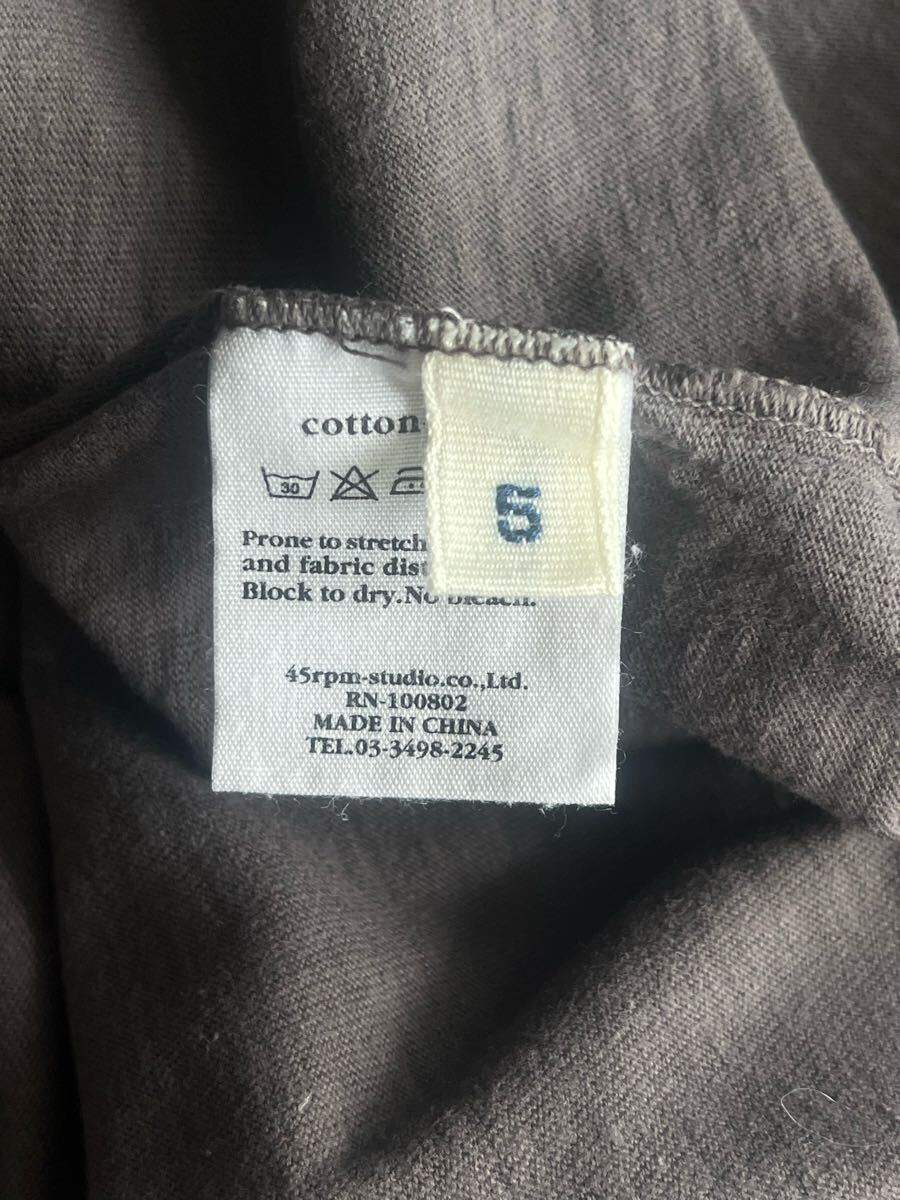 cotton
30
5
Prone to stretch
and fabric
Block to dry.No bleach.
45rpm-studio.co.,Ltd.
RN-100802
MADE IN CHINA
TEL.03-3498-2245